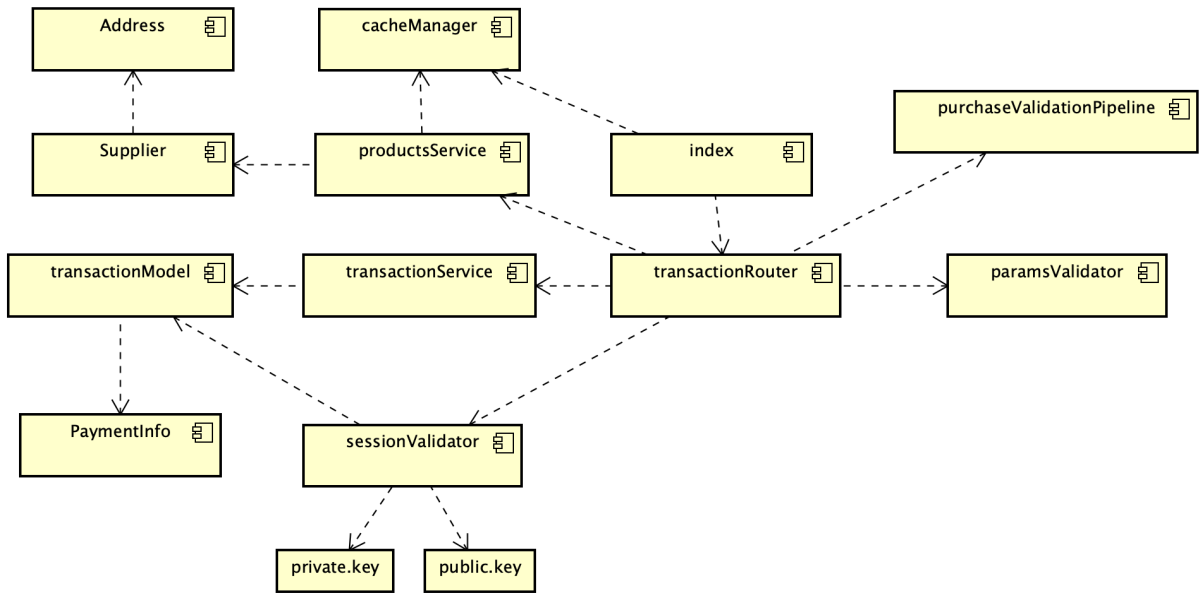 Address
cacheManager
purchaseValidationPipeline
Supplier
productsService
index
transactionModel
transactionService
transactionRouter
paramsValidator
PaymentInfo
sessionValidator
private.key
public.key